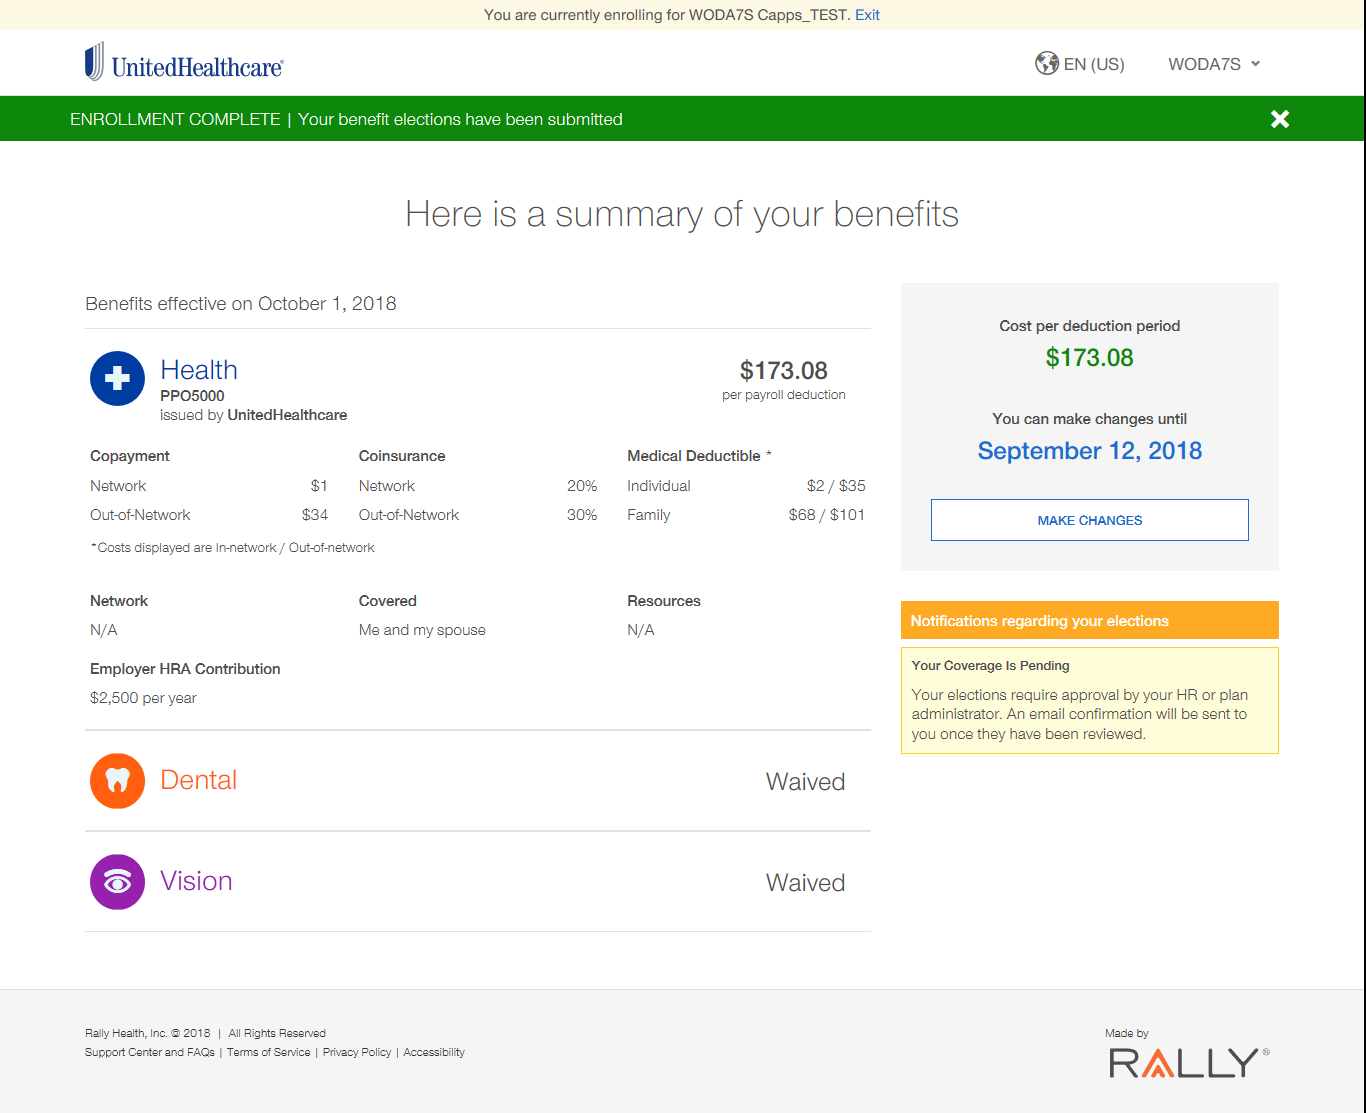 You are currently enrolling for WODA7S Capps_TEST. Exit
UnitedHealthcare®
EN (US)
WODA7S
ENROLLMENT COMPLETE | Your benefit elections have been submitted
Here is a summary of your benefits
Benefits effective on October 1, 2018
Health
PPO5000
issued by UnitedHealthcare
$173.08
per payroll deduction
Copayment
Network $1
Out-of-Network $34
Coinsurance
Network 20%
Out-of-Network 30%
Medical Deductible *
Individual $2 / $35
Family $68 / $101
*Costs displayed are In-network / Out-of-network
Network
N/A
Covered
Me and my spouse
Resources
N/A
Employer HRA Contribution
$2,500 per year
Dental
Waived
Vision
Waived
Cost per deduction period
$173.08
You can make changes until
September 12, 2018
MAKE CHANGES
Notifications regarding your elections
Your Coverage Is Pending
Your elections require approval by your HR or plan
administrator. An email confirmation will be sent to
you once they have been reviewed.
Rally Health, Inc. © 2018 | All Rights Reserved
Support Center and FAQs | Terms of Service | Privacy Policy | Accessibility
Made by
RALLY®